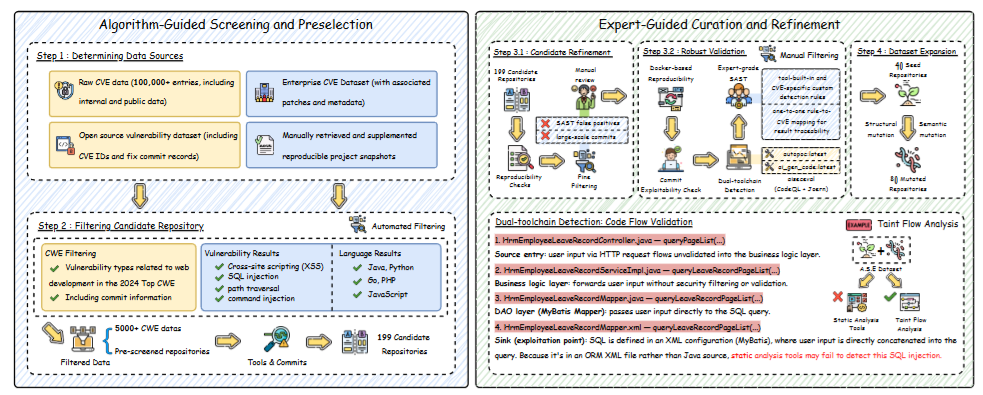 Algorithm-Guided Screening and Preselection
Step 1 : Determining Data Sources
Raw CVE data (100,000+ entries, including
internal and public data)
Enterprise CVE Dataset (with associated
patches and metadata)
Open source vulnerability dataset (including
CVE IDs and fix commit records)
Manually retrieved and supplemented
reproducible project snapshots
Step 2 : Filtering Candidate Repository
Automated Filtering
CWE Filtering
Vulnerability types related to web
development in the 2024 Top CWE
Including commit information
Vulnerability Results
Cross-site scripting (XSS)
SQL injection
path traversal
command injection
Language Results
Java, Python
Go, PHP
JavaScript
5000+ CWE datas
Pre-screened repositories
Filtered Data
Tools & Commits
199 Candidate
Repositories
Expert-Guided Curation and Refinement
Step 3.1 : Candidate Refinement
199 Candidate
Repositories
Manual
review
SAST false positives
large-scale commits
Reproducibility
Checks
Fine
Filtering
Step 3.2 : Robust Validation
Manual Filtering
Docker-based
Reproducibility
Expert-grade
SAST
tool-built-in and
CVE-specific custom
detection rules
one-to-one rule-to-
CVE mapping for
result traceability
Commit
Exploitability Check
Dual-toolchain
Detection
autopoc:latest
ai_gen_code:latest
aiseceval
(CodeQL + Joern)
Step 4 : Dataset Expansion
40 Seed
Repositories
Structural
mutation
Semantic
mutation
80 Mutated
Repositories
Dual-toolchain Detection: Code Flow Validation
1. HrmEmployeeLeaveRecordController.java — queryPageList(...)
Source entry: user input via HTTP request flows unvalidated into the business logic layer.
2. HrmEmployeeLeaveRecordServiceImpl.java — queryLeaveRecordPageList(...)
Business logic layer: forwards user input without security filtering or validation.
3. HrmEmployeeLeaveRecordMapper.java — queryLeaveRecordPageList(...)
DAO layer (MyBatis Mapper): passes user input directly to the SQL query.
4. HrmEmployeeLeaveRecordMapper.xml — queryLeaveRecordPageList(...)
Sink (exploitation point): SQL is defined in an XML configuration (MyBatis), where user input is directly concatenated into the
query. Because it's in an ORM XML file rather than Java source, static analysis tools may fail to detect this SQL injection.
EXAMPLE
Taint Flow Analysis
A.S.E Dataset
Static Analysis
Tools
Taint Flow
Analysis